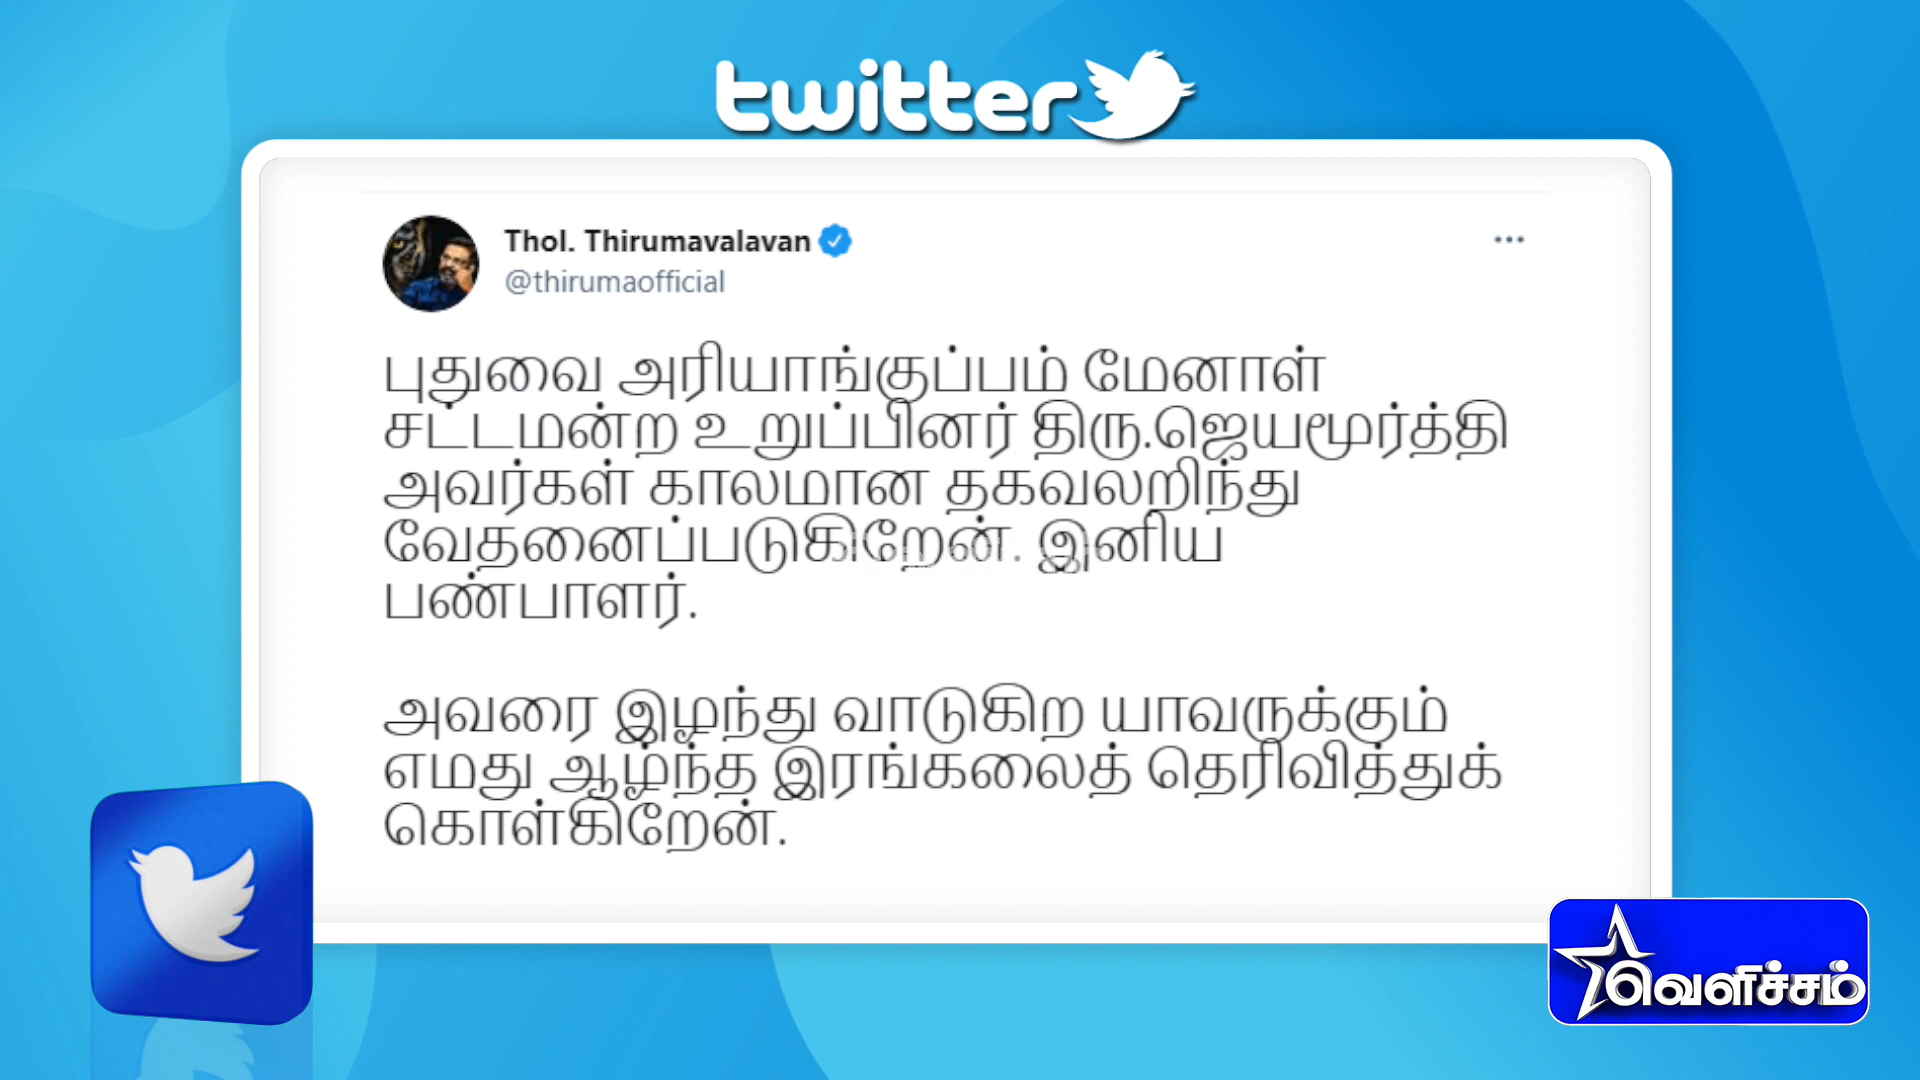 twitter
Thol. Thirumavalavan
@thirumaofficial
புதுவை அரியாங்குப்பம் மேனாள்
சட்டமன்ற உறுப்பினர் திரு.ஜெயமூர்த்தி
அவர்கள் காலமான தகவலறிந்து
வேதனைப்படுகிறேன். இனிய
பண்பாளர்.
அவரை இழந்து வாடுகிற யாவருக்கும்
எமது ஆழ்ந்த இரங்கலைத் தெரிவித்துக்
கொள்கிறேன்.
வெளிச்சம்